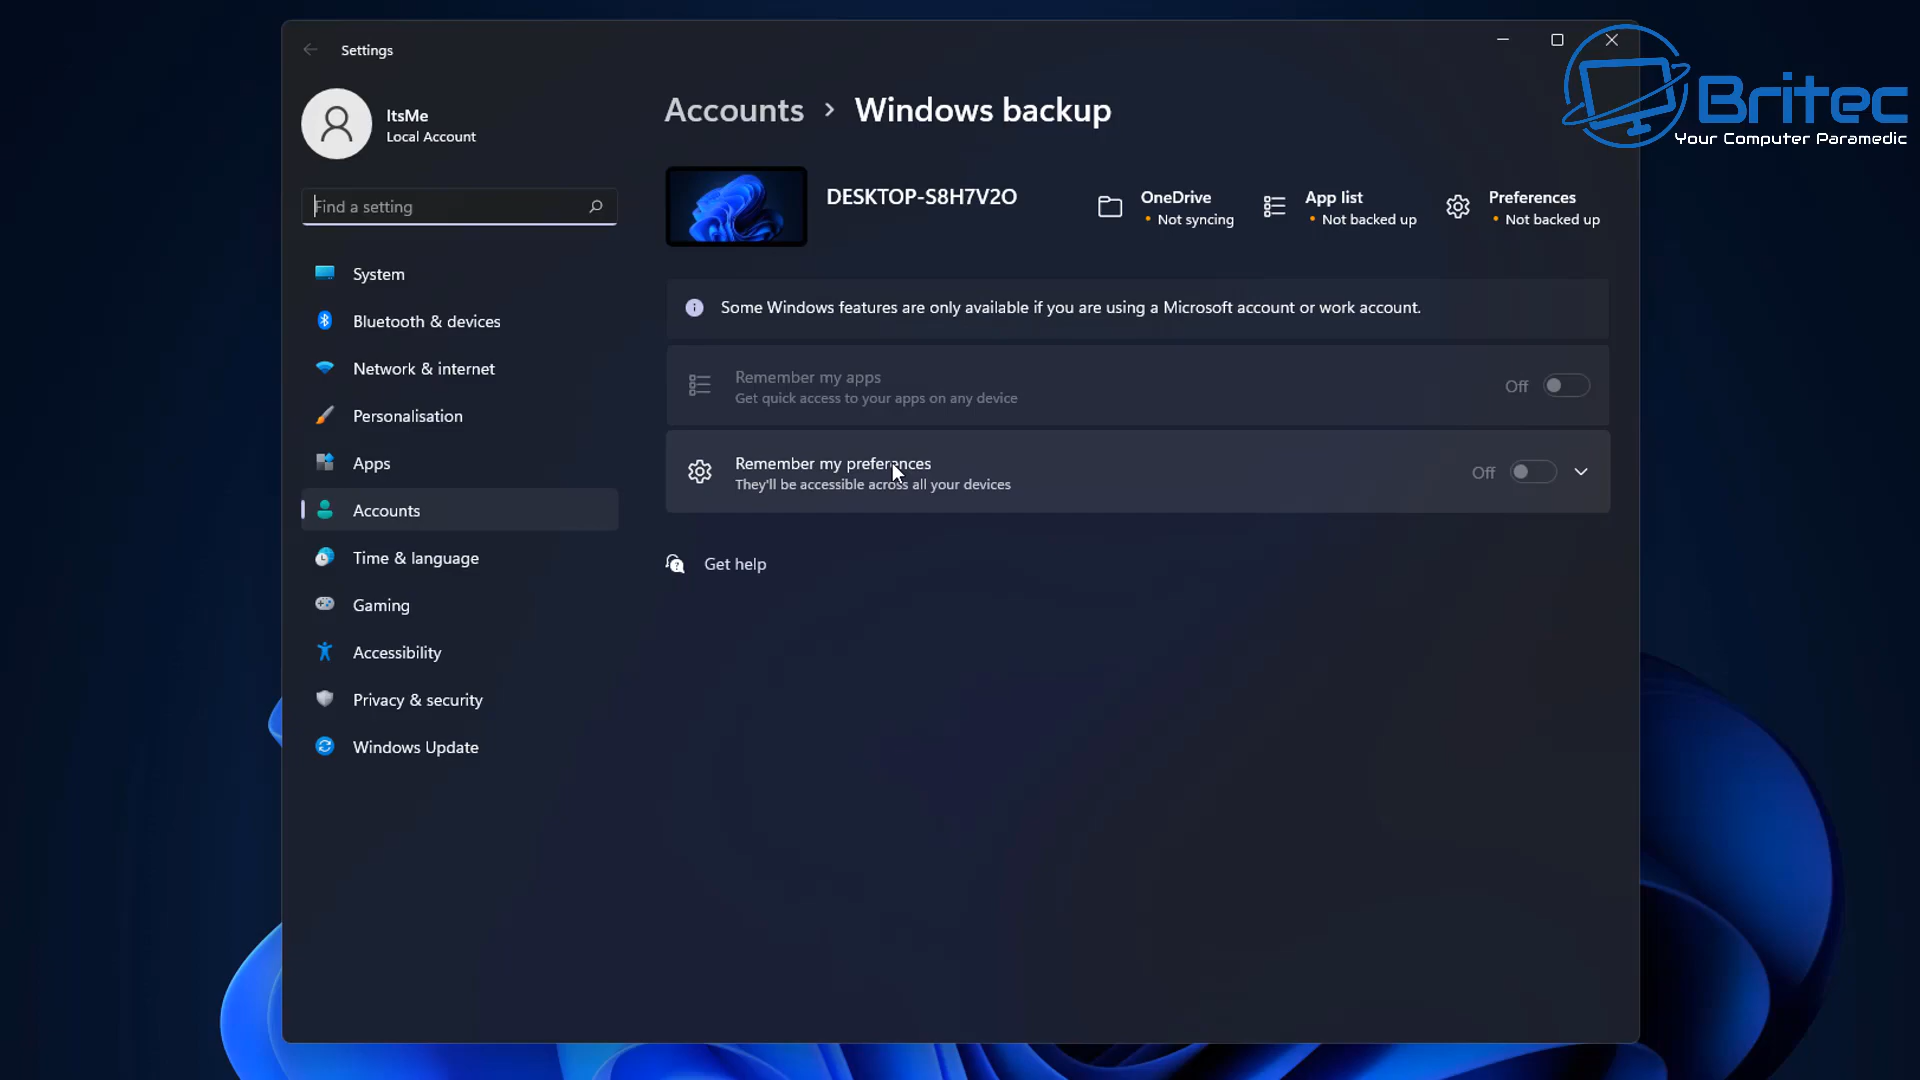 Settings
Britec
Your Computer Paramedic
ItsMe
Local Account
Find a setting
System
Bluetooth & devices
Network & internet
Personalisation
Apps
Accounts
Time & language
Gaming
Accessibility
Privacy & security
Windows Update
Accounts > Windows backup
DESKTOP-S8H7V2O
OneDrive
• Not syncing
App list
• Not backed up
Preferences
• Not backed up
Some Windows features are only available if you are using a Microsoft account or work account.
Remember my apps
Get quick access to your apps on any device
Off
Remember my preferences
They'll be accessible across all your devices
Off
Get help